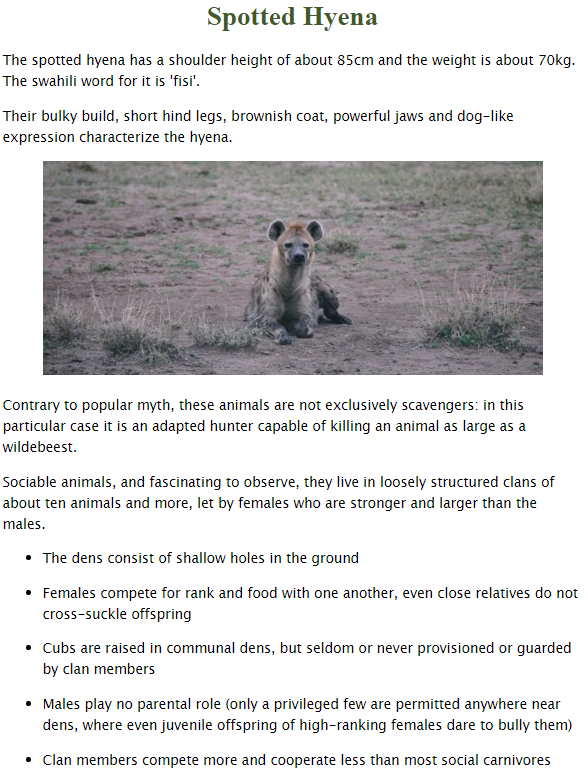 Spotted Hyena
The spotted hyena has a shoulder height of about 85cm and the weight is about 70kg.
The swahili word for it is 'fisi'.
Their bulky build, short hind legs, brownish coat, powerful jaws and dog-like
expression characterize the hyena.
Contrary to popular myth, these animals are not exclusively scavengers: in this
particular case it is an adapted hunter capable of killing an animal as large as a
wildebeest.
Sociable animals, and fascinating to observe, they live in loosely structured clans of
about ten animals and more, let by females who are stronger and larger than the
males.
• The dens consist of shallow holes in the ground
• Females compete for rank and food with one another, even close relatives do not
cross-suckle offspring
• Cubs are raised in communal dens, but seldom or never provisioned or guarded
by clan members
• Males play no parental role (only a privileged few are permitted anywhere near
dens, where even juvenile offspring of high-ranking females dare to bully them)
• Clan members compete more and cooperate less than most social carnivores